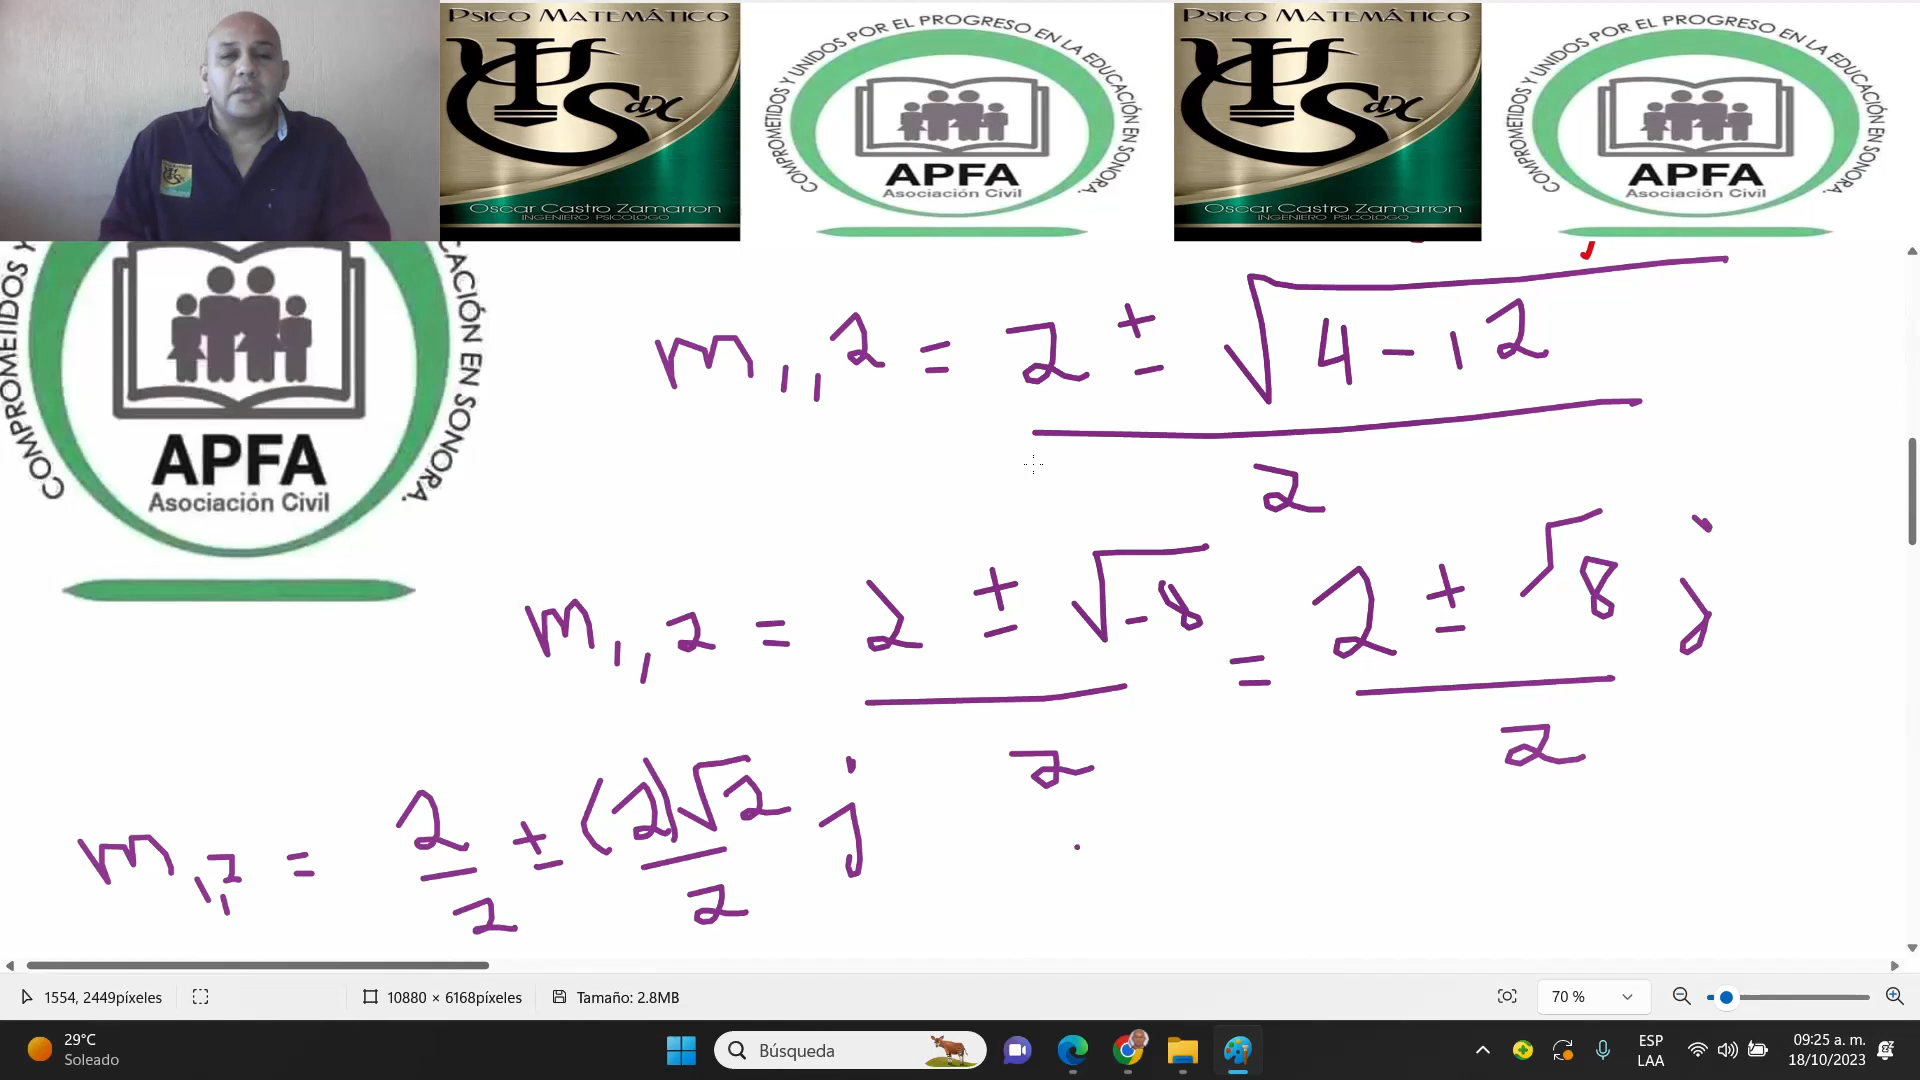 PSICO MATEMÁTICO
dx
Oscar Castro Zamarron
INGENIERO PSICOLOGO
COMPROMETIDOS Y UNIDOS POR EL PROGRESO EN LA EDUCACIÓN EN SONORA.
APFA
Asociación Civil
PSICO MATEMÁTICO
dx
Oscar Castro Zamarron
INGENIERO PSICOLOGO
COMPROMETIDOS Y UNIDOS POR EL PROGRESO EN LA EDUCACIÓN EN SONORA.
APFA
Asociación Civil
COMPROMETIDOS Y
CACIÓN EN SONORA.
APFA
Asociación Civil
m₁,₂ = (2 ± √(4-12))/2
m₁,₂ = (2 ± √-8)/2 = (2 ± √8 j)/2
m₁,₂ = 2/2 ± (2)√2/2 j
1554, 2449píxeles
10880 × 6168píxeles
Tamaño: 2.8MB
70 %
29°C
Soleado
Búsqueda
ESP
LAA
09:25 a. m.
18/10/2023